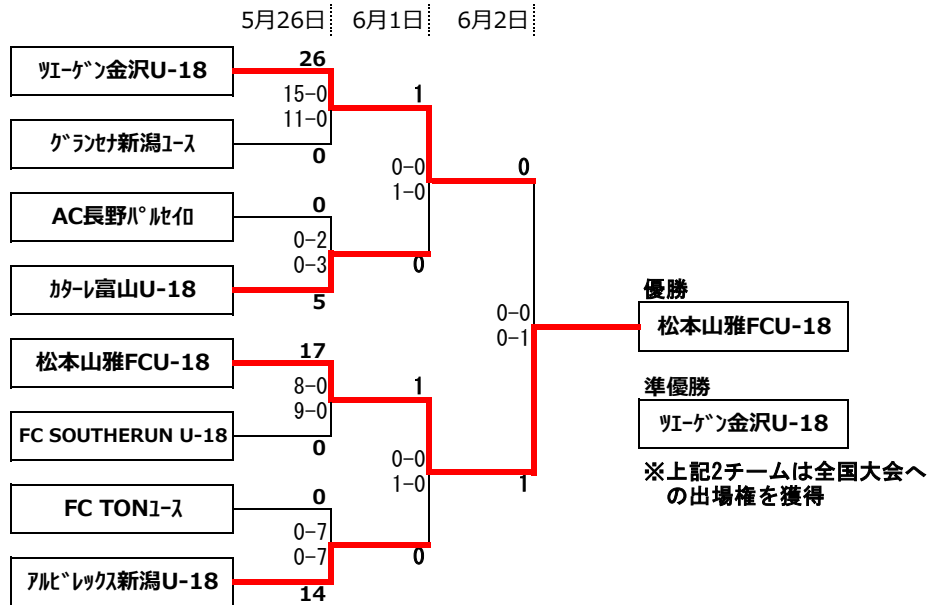 5月26日 6月1日 6月2日
26
ﾂｴｰｹﾞﾝ金沢U-18
15-0
1
11-0
ｸﾞﾗﾝｾﾅ新潟ﾕｰｽ
0
0-0
0
1-0
0
AC長野ﾊﾟﾙｾｲﾛ
0-2
0-3
0
ｶﾀｰﾚ富山U-18
5
0-0
0-1
優勝
松本山雅FCU-18
17
松本山雅FCU-18
8-0
1
9-0
準優勝
ﾂｴｰｹﾞﾝ金沢U-18
FC SOUTHERUN U-18
0
0-0
1-0
1
※上記2チームは全国大会へ
の出場権を獲得
0
FC TONﾕｰｽ
0-7
0-7
0
ｱﾙﾋﾞﾚｯｸｽ新潟U-18
14